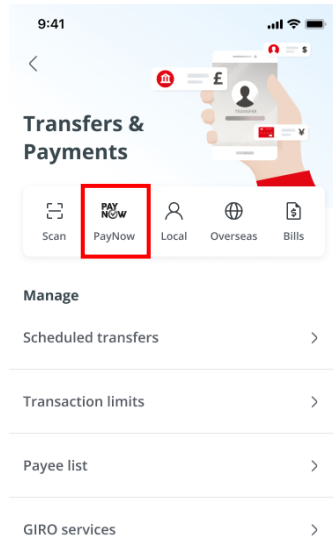 9:41
$
£
¥
Transfers &
Payments
PAY
NOW
Scan PayNow Local Overseas Bills
Manage
Scheduled transfers
Transaction limits
Payee list
GIRO services